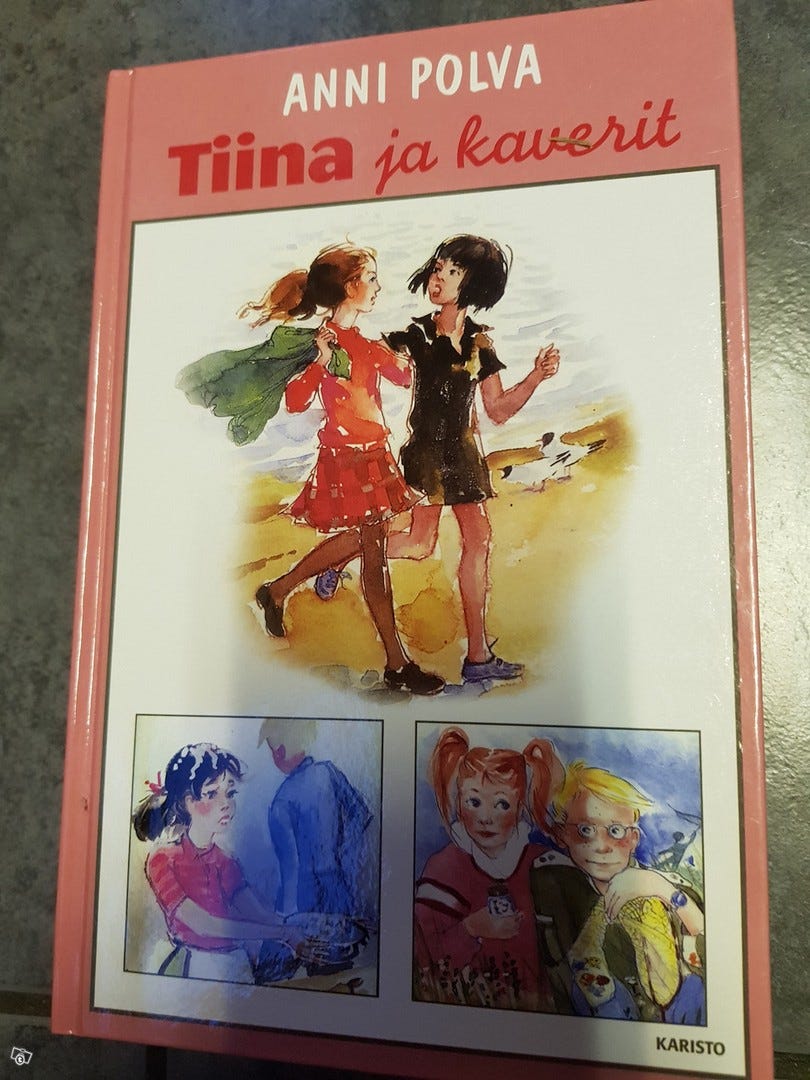 ANNI POLVA
Tiina ja kaverit
KARISTO